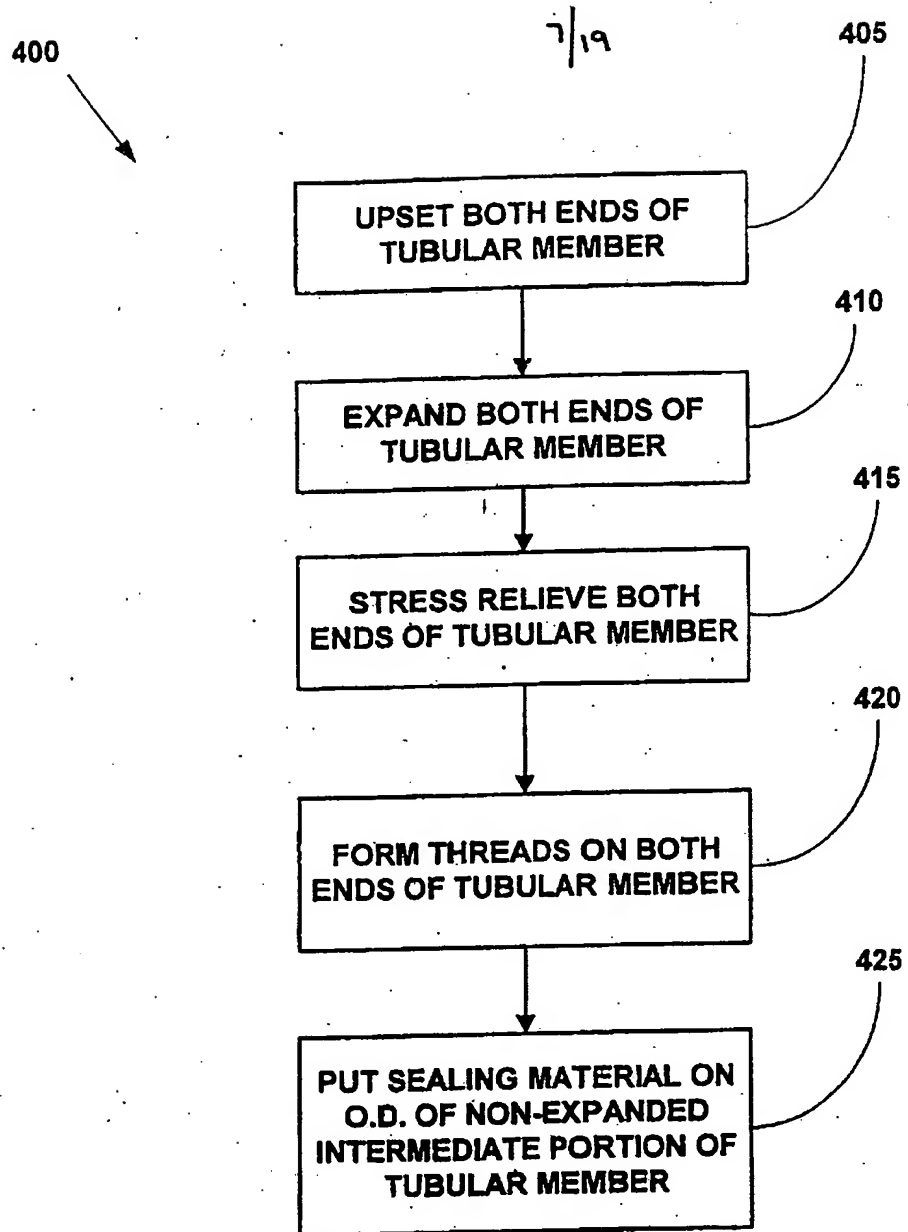 7/19
400
405
UPSET BOTH ENDS OF
TUBULAR MEMBER
410
EXPAND BOTH ENDS OF
TUBULAR MEMBER
415
STRESS RELIEVE BOTH
ENDS OF TUBULAR MEMBER
420
FORM THREADS ON BOTH
ENDS OF TUBULAR MEMBER
425
PUT SEALING MATERIAL ON
O.D. OF NON-EXPANDED
INTERMEDIATE PORTION OF
TUBULAR MEMBER